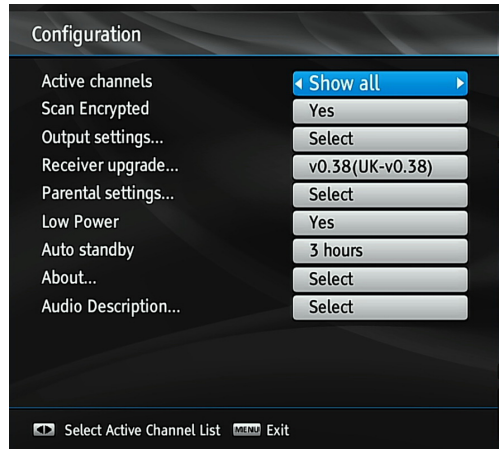 Configuration
Active channels Show all
Scan Encrypted Yes
Output settings... Select
Receiver upgrade... v0.38(UK-v0.38)
Parental settings... Select
Low Power Yes
Auto standby 3 hours
About... Select
Audio Description... Select
Select Active Channel List MENU Exit